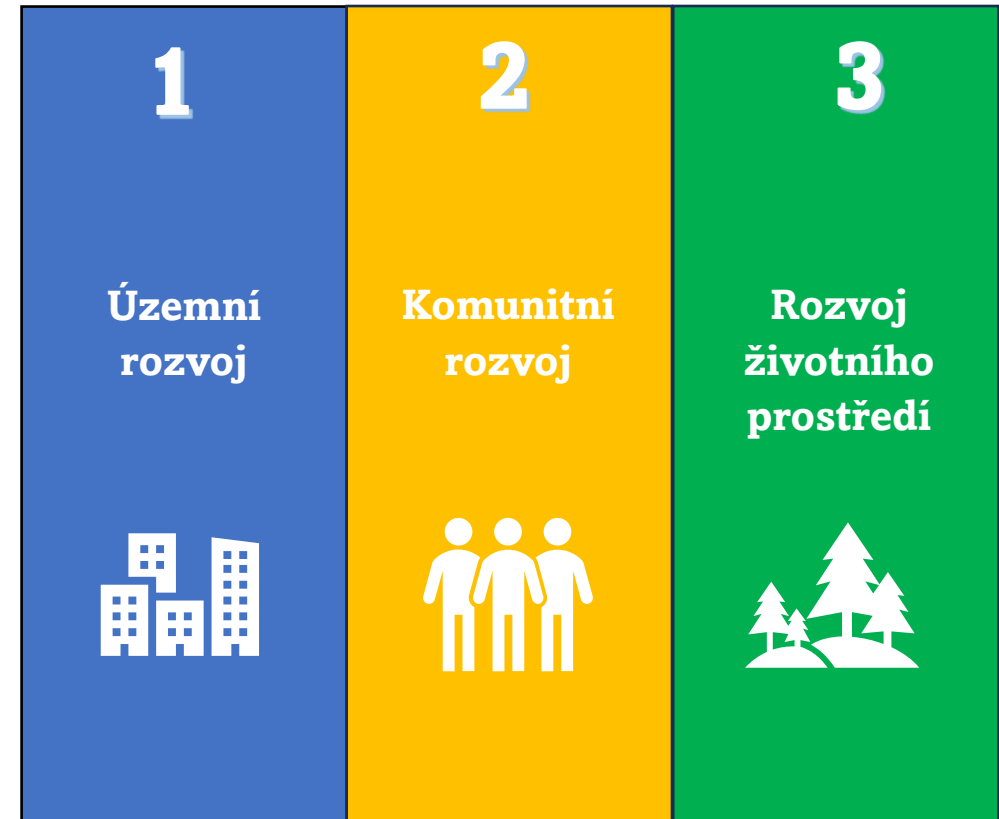 1
Územní
rozvoj
2
Komunitní
rozvoj
3
Rozvoj
životního
prostředí